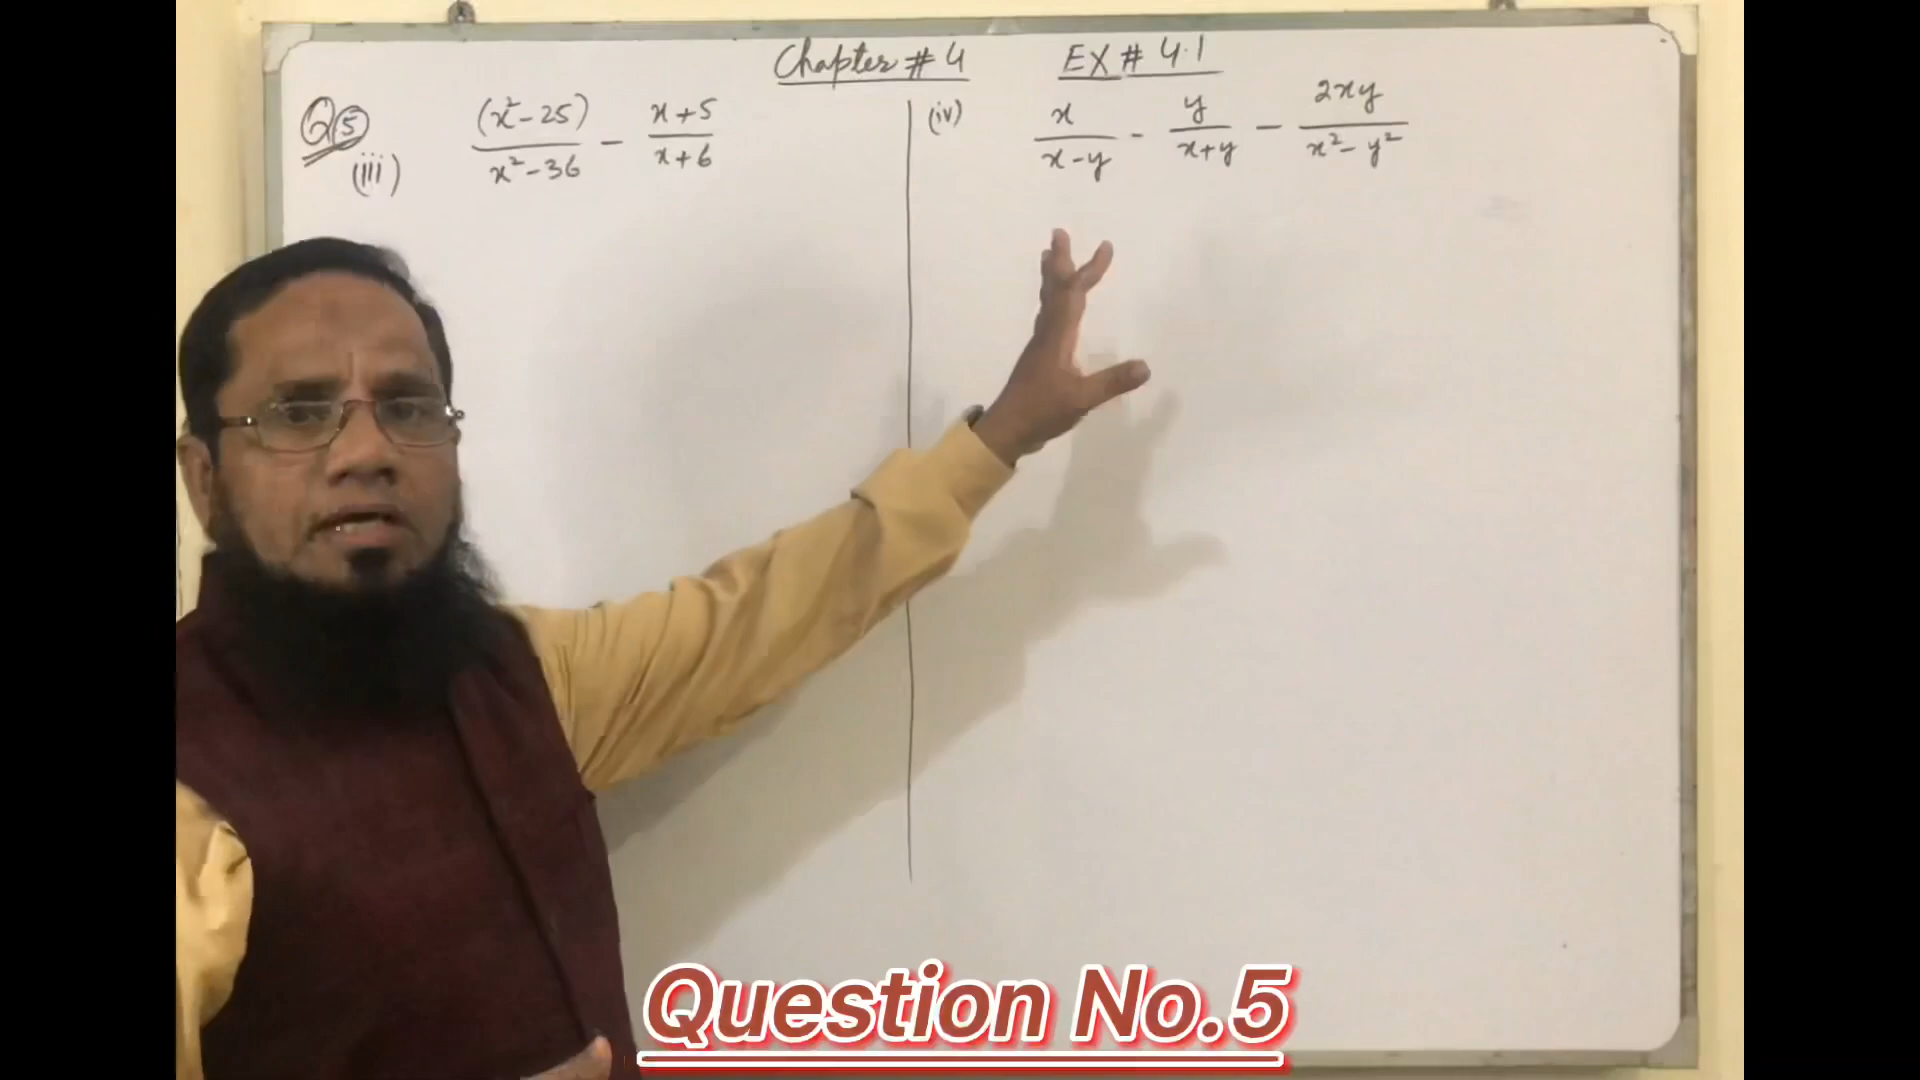 Chapter # 4 EX # 4.1
Q5
(iii) (x²-25)/(x²-36) - (x+5)/(x+6)
(iv) x/(x-y) - y/(x+y) - 2xy/(x²-y²)
Question No.5